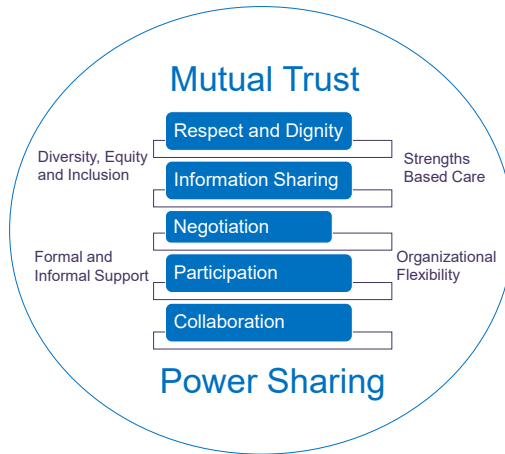 Mutual Trust
Respect and Dignity
Diversity, Equity
and Inclusion
Strengths
Based Care
Information Sharing
Negotiation
Formal and
Informal Support
Organizational
Flexibility
Participation
Collaboration
Power Sharing